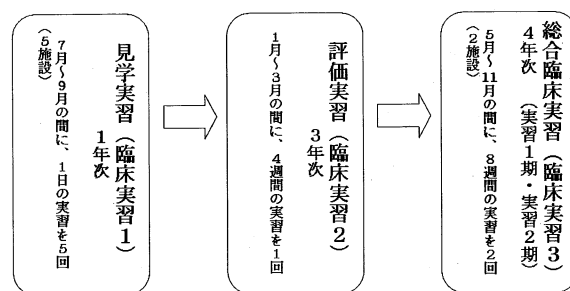 見学実習（臨床実習１）
１年次
７月～９月の間に、１日の実習を５回
（５施設）
評価実習（臨床実習２）
３年次
１月～３月の間に、４週間の実習を１回
総合臨床実習（臨床実習３）
４年次　（実習１期・実習２期）
５月～11月の間に、８週間の実習を２回
（２施設）